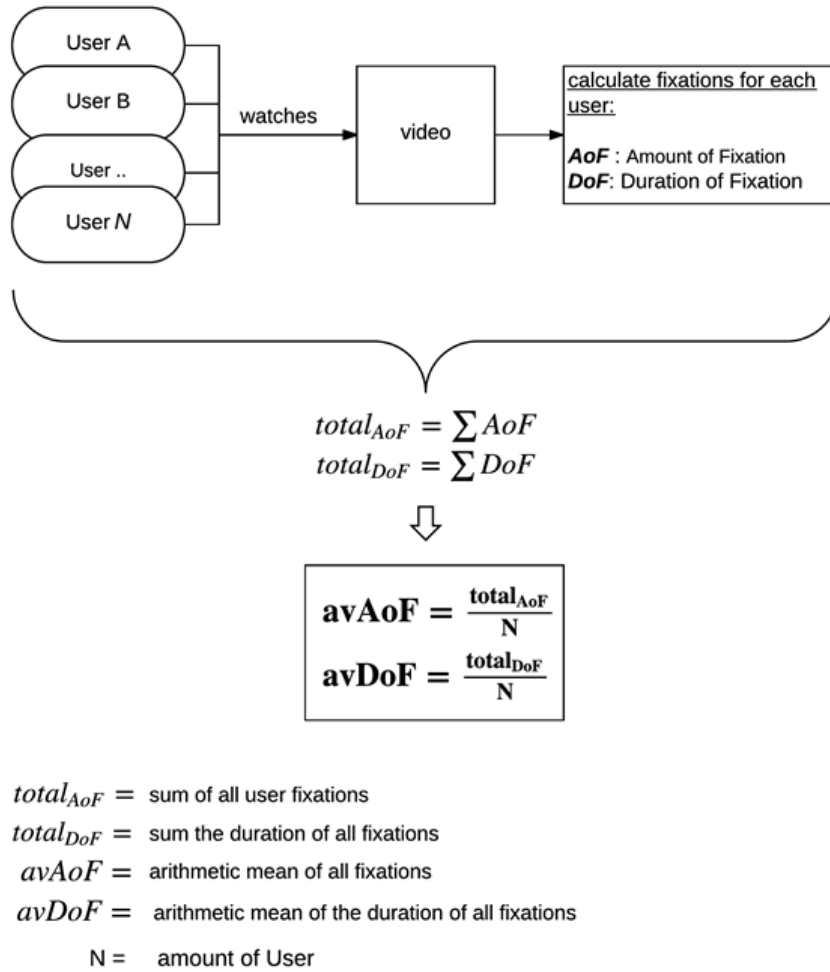 User A
User B
User ..
User N
watches
video
calculate fixations for each
user:
AoF : Amount of Fixation
DoF: Duration of Fixation
total_AoF = ∑ AoF
total_DoF = ∑ DoF
avAoF = total_AoF / N
avDoF = total_DoF / N
total_AoF = sum of all user fixations
total_DoF = sum the duration of all fixations
avAoF = arithmetic mean of all fixations
avDoF = arithmetic mean of the duration of all fixations
N = amount of User